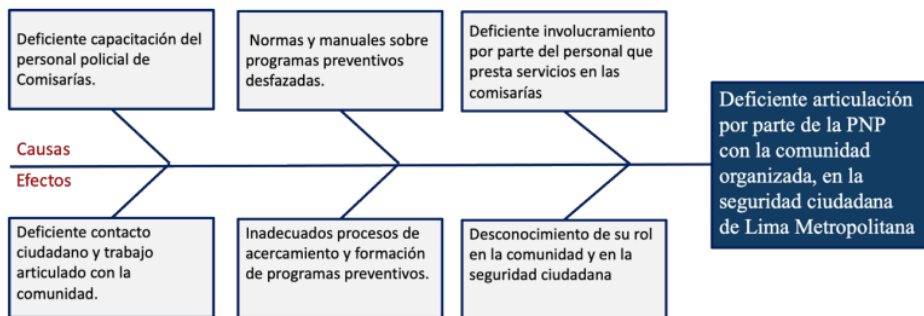 Deficiente capacitación del
personal policial de
Comisarías.
Normas y manuales sobre
programas preventivos
desfazadas.
Deficiente involucramiento
por parte del personal que
presta servicios en las
comisarías
Deficiente articulación
por parte de la PNP
con la comunidad
organizada, en la
seguridad ciudadana
de Lima Metropolitana
Causas
Efectos
Deficiente contacto
ciudadano y trabajo
articulado con la
comunidad.
Inadecuados procesos de
acercamiento y formación
de programas preventivos.
Desconocimiento de su rol
en la comunidad y en la
seguridad ciudadana